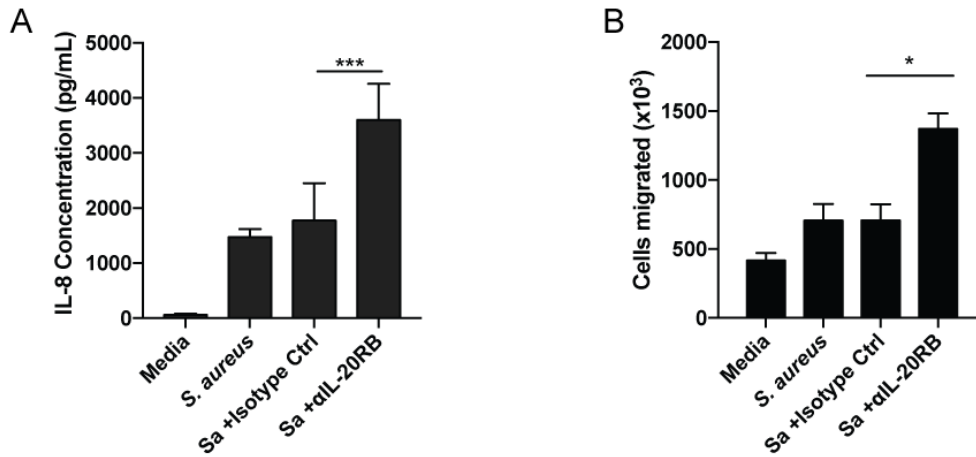 A
IL-8 Concentration (pg/mL)
5000
4000
3000
2000
1000
0
***
Media
S. aureus
Sa +Isotype Ctrl
Sa +αIL-20RB
B
Cells migrated (x10³)
2000
1500
1000
500
0
*
Media
S. aureus
Sa +Isotype Ctrl
Sa +αIL-20RB